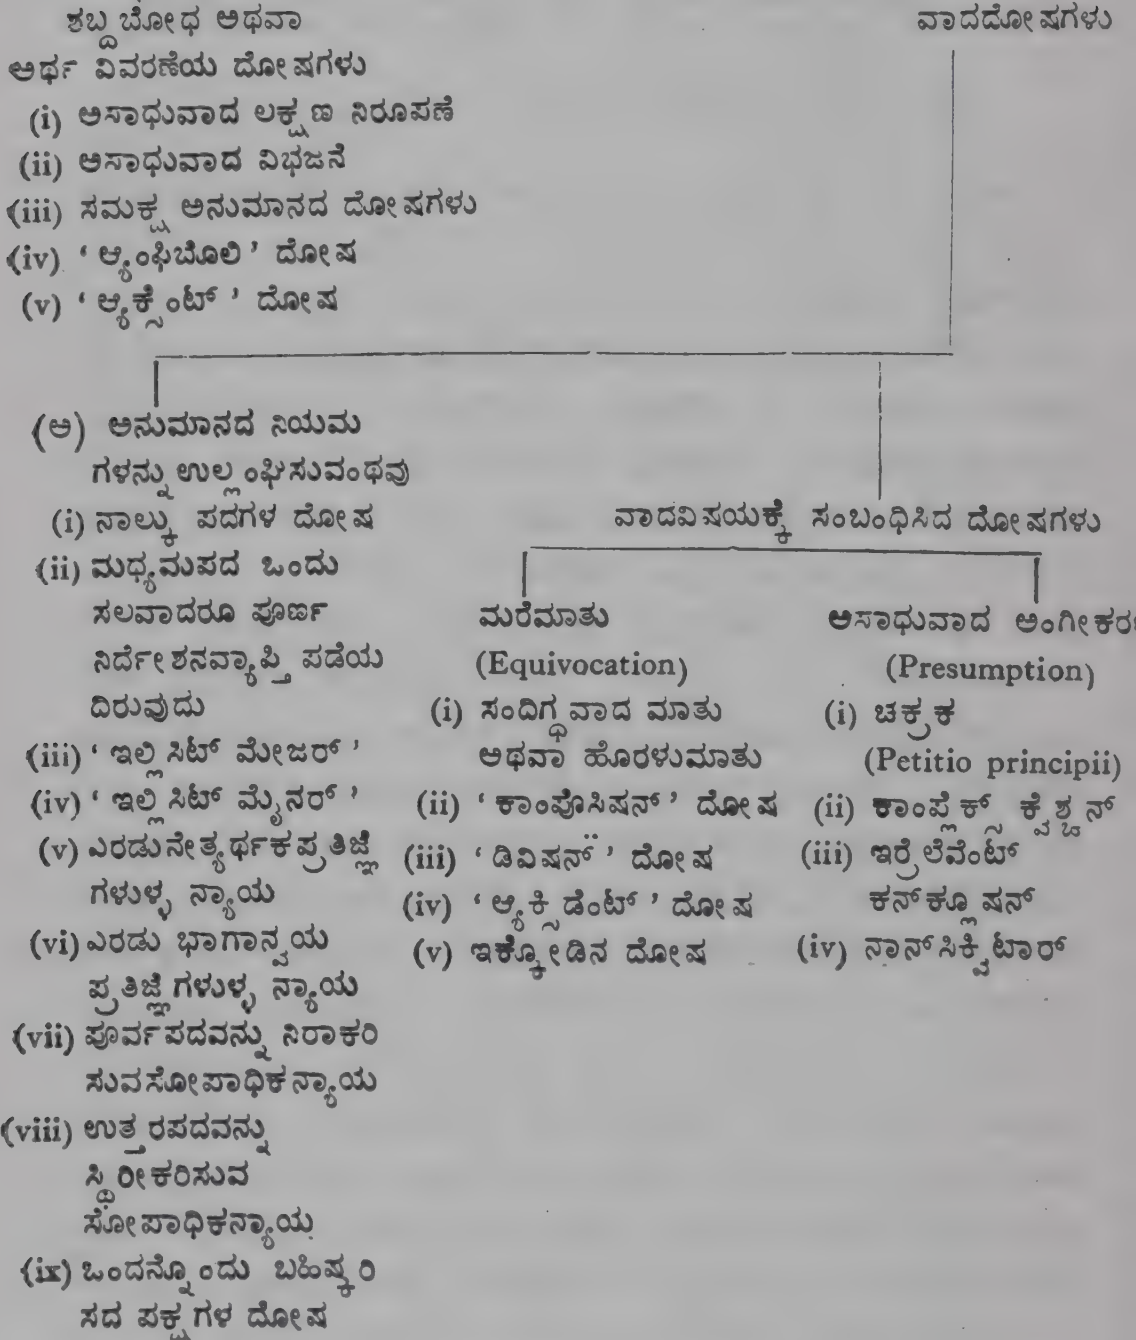 ಶಬ್ದಬೋಧ ಅಥವಾ
ಅರ್ಥ ವಿವರಣೆಯ ದೋಷಗಳು
(i) ಅಸಾಧುವಾದ ಲಕ್ಷಣ ನಿರೂಪಣೆ
(ii) ಅಸಾಧುವಾದ ವಿಭಜನೆ
(iii) ಸಮಕ್ಷ ಅನುಮಾನದ ದೋಷಗಳು
(iv) ' ಆ್ಯಂಫಿಬೊಲಿ ' ದೋಷ
(v) ' ಆ್ಯಕ್ಸೆಂಟ್ ' ದೋಷ
ವಾದದೋಷಗಳು
(ಅ) ಅನುಮಾನದ ನಿಯಮ
ಗಳನ್ನು ಉಲ್ಲಂಘಿಸುವಂಥವು
(i) ನಾಲ್ಕು ಪದಗಳ ದೋಷ
(ii) ಮಧ್ಯಮಪದ ಒಂದು
ಸಲವಾದರೂ ಪೂರ್ಣ
ನಿರ್ದೇಶನವ್ಯಾಪ್ತಿ ಪಡೆಯ
ದಿರುವುದು
(iii) ' ಇಲ್ಲಿಸಿಟ್ ಮೇಜರ್ '
(iv) ' ಇಲ್ಲಿಸಿಟ್ ಮೈನರ್ '
(v) ಎರಡುನೇತ್ಯರ್ಥಕಪ್ರತಿಜ್ಞೆ
ಗಳುಳ್ಳ ನ್ಯಾಯ
(vi) ಎರಡು ಭಾಗಾನ್ವಯ
ಪ್ರತಿಜ್ಞೆಗಳುಳ್ಳ ನ್ಯಾಯ
(vii) ಪೂರ್ವಪದವನ್ನು ನಿರಾಕರಿ
ಸುವಸೋಪಾಧಿಕನ್ಯಾಯ
(viii) ಉತ್ತರಪದವನ್ನು
ಸ್ಥಿರೀಕರಿಸುವ
ಸೋಪಾಧಿಕನ್ಯಾಯ
(ix) ಒಂದನ್ನೊಂದು ಬಹಿಷ್ಕರಿ
ಸದ ಪಕ್ಷಗಳ ದೋಷ
ವಾದವಿಷಯಕ್ಕೆ ಸಂಬಂಧಿಸಿದ ದೋಷಗಳು
ಮರೆಮಾತು
(Equivocation)
(i) ಸಂದಿಗ್ಧವಾದ ಮಾತು
ಅಥವಾ ಹೊರಳುಮಾತು
(ii) ' ಕಾಂಪೊಸಿಷನ್ ' ದೋಷ
(iii) ' ಡಿವಿಷನ್ ' ದೋಷ
(iv) ' ಆ್ಯಕ್ಸಿಡೆಂಟ್ ' ದೋಷ
(v) ಇಕ್ಕೋಡಿನ ದೋಷ
ಅಸಾಧುವಾದ
(Presumption)
(i) ಚಕ್ರಕ
(Petitio principii)
(ii) ಕಾಂಪ್ಲೆಕ್ಸ್ ಕ್ವೆಶ್ಚನ್
(iii) ಇರ್ರೆಲೆವೆಂಟ್
ಕನ್‌ಕ್ಲೂಷನ್
(iv) ನಾನ್‌ಸಿಕ್ವಿಟಾರ್